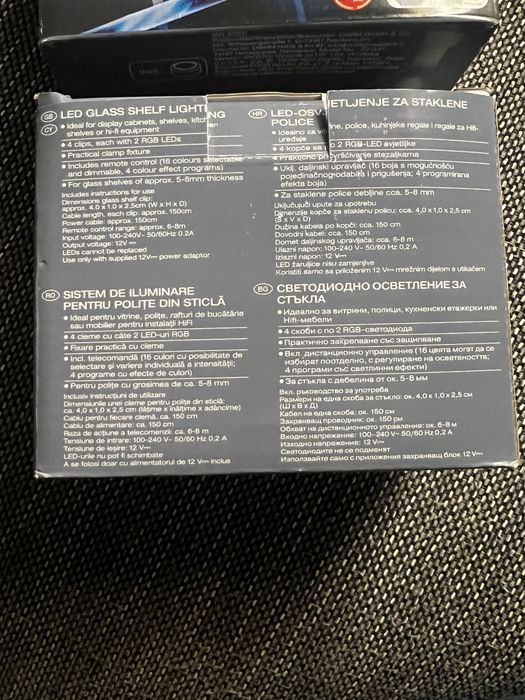 incl.
GB
CY
LED GLASS SHELF LIGHTING
• Ideal for display cabinets, shelves, kitchen
shelves or hi-fi equipment
• 4 clips, each with 2 RGB LEDs
• Practical clamp fixture
• Includes remote control (16 colours selectable
and dimmable, 4 colour effect programs)
• For glass shelves of approx. 5-8mm thickness
Includes instructions for use
Dimensions glass shelf clip:
approx. 4.0 x 1.0 x 2.5cm (W x H x D)
Cable length, each clip: approx. 150cm
Power cable: approx. 150cm
Remote control range: approx. 6-8m
Input voltage: 100-240V~ 50/60Hz 0.2A
Output voltage: 12V
LEDs cannot be replaced
Use only with supplied 12V power adaptor
HR
LED-OSV JETLJENJE ZA STAKLENE
POLICE
• Idealno za ine, police, kuhinjske regale i regale za Hifi-
uređaje
• 4 kopče sa po 2 RGB-LED svjetiljke
• Praktično pričvršćivanje stezaljkama
• Uklj. daljinski upravljač (16 boja s mogućnošću
pojedinačnog odabira i prigušenja; 4 programirana
efekta boja)
• Za staklene police debljine cca. 5-8 mm
Uključujući upute za upotrebu
Dimenzije kopče za staklenu policu: cca. 4,0 x 1,0 x 2,5 cm
(Š x V x D)
Dužina kabela po kopči: cca. 150 cm
Dovodni kabel: cca. 150 cm
Domet daljinskog upravljača: cca. 6-8 m
Ulazni napon: 100-240 V~ 50/60 Hz 0,2 A
Izlazni napon: 12 V
LED žaruljice nisu zamjenjive
Koristiti samo sa priloženim 12 V mrežnim dijelom s utikačem
RO
SISTEM DE ILUMINARE
PENTRU POLIȚE DIN STICLĂ
• Ideal pentru vitrine, polițe, rafturi de bucătărie
sau mobilier pentru instalații HiFi
• 4 cleme cu câte 2 LED-uri RGB
• Fixare practică cu cleme
• Incl. telecomandă (16 culori cu posibilitate de
selectare și variere individuală a intensității;
4 programe cu efecte de culori)
• Pentru polițe cu grosimea de ca. 5-8 mm
Inclusiv instrucțiuni de utilizare
Dimensiunile unei cleme pentru polițe din sticlă:
ca. 4,0 x 1,0 x 2,5 cm (lățime x înălțime x adâncime)
Cablu pentru fiecare clemă: ca. 150 cm
Cablu de alimentare: ca. 150 cm
Raza de acțiune a telecomenzii: ca. 6-8 m
Tensiune de intrare: 100-240 V~ 50/60 Hz 0,2 A
Tensiune de ieșire: 12 V
LED-urile nu pot fi schimbate
A se folosi doar cu alimentatorul de 12 V inclus
BG
СВЕТОДИОДНО ОСВЕТЛЕНИЕ ЗА
СТЪКЛА
• Идеално за витрини, полици, кухненски етажерки или
Hifi-мебели
• 4 скоби с по 2 RGB-светодиода
• Практично закрепване със защипване
• Вкл. дистанционно управление (16 цвята могат да се
избират поотделно, с регулиране на осветеността;
4 програми със светлинни ефекти)
• За стъкла с дебелина от ок. 5-8 мм
Вкл. ръководство за употреба
Размери на една скоба за стъкло: ок. 4,0 x 1,0 x 2,5 см
(Ш x В x Д)
Кабел на една скоба: ок. 150 см
Захранващ проводник: ок. 150 см
Обхват на дистанционното управление: ок. 6-8 м
Входно напрежение: 100-240 V~ 50/60 Hz 0,2 A
Изходно напрежение: 12 V
Светодиодите не се подменят
Използвайте само с приложения захранващ блок 12 V